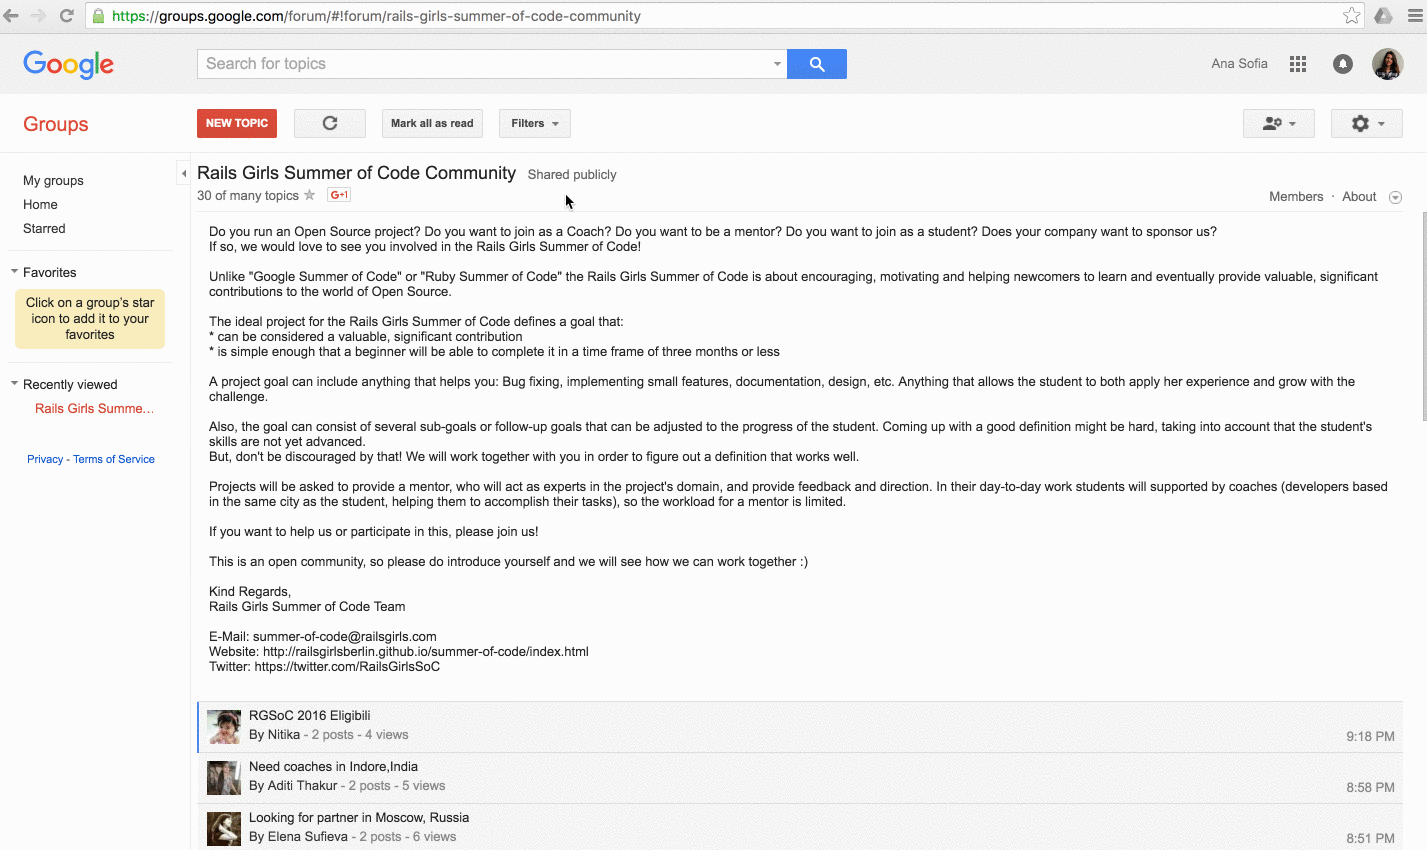 https://groups.google.com/forum/#!forum/rails-girls-summer-of-code-community
Google
Search for topics
Ana Sofia
Groups
NEW TOPIC
Mark all as read
Filters
My groups
Home
Starred
Favorites
Click on a group's star
icon to add it to your
favorites
Recently viewed
Rails Girls Summe...
Privacy - Terms of Service
Rails Girls Summer of Code Community Shared publicly
30 of many topics G+1
Members · About
Do you run an Open Source project? Do you want to join as a Coach? Do you want to be a mentor? Do you want to join as a student? Does your company want to sponsor us?
If so, we would love to see you involved in the Rails Girls Summer of Code!
Unlike "Google Summer of Code" or "Ruby Summer of Code" the Rails Girls Summer of Code is about encouraging, motivating and helping newcomers to learn and eventually provide valuable, significant
contributions to the world of Open Source.
The ideal project for the Rails Girls Summer of Code defines a goal that:
* can be considered a valuable, significant contribution
* is simple enough that a beginner will be able to complete it in a time frame of three months or less
A project goal can include anything that helps you: Bug fixing, implementing small features, documentation, design, etc. Anything that allows the student to both apply her experience and grow with the
challenge.
Also, the goal can consist of several sub-goals or follow-up goals that can be adjusted to the progress of the student. Coming up with a good definition might be hard, taking into account that the student's
skills are not yet advanced.
But, don't be discouraged by that! We will work together with you in order to figure out a definition that works well.
Projects will be asked to provide a mentor, who will act as experts in the project's domain, and provide feedback and direction. In their day-to-day work students will supported by coaches (developers based
in the same city as the student, helping them to accomplish their tasks), so the workload for a mentor is limited.
If you want to help us or participate in this, please join us!
This is an open community, so please do introduce yourself and we will see how we can work together :)
Kind Regards,
Rails Girls Summer of Code Team
E-Mail: summer-of-code@railsgirls.com
Website: http://railsgirlsberlin.github.io/summer-of-code/index.html
Twitter: https://twitter.com/RailsGirlsSoC
RGSoC 2016 Eligibili
By Nitika - 2 posts - 4 views
9:18 PM
Need coaches in Indore,India
By Aditi Thakur - 2 posts - 5 views
8:58 PM
Looking for partner in Moscow, Russia
By Elena Sufieva - 2 posts - 6 views
8:51 PM